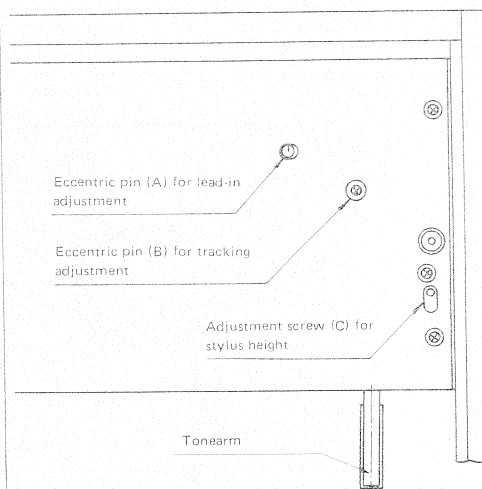 Eccentric pin (A) for lead-in
adjustment
Eccentric pin (B) for tracking
adjustment
Adjustment screw (C) for
stylus height
Tonearm